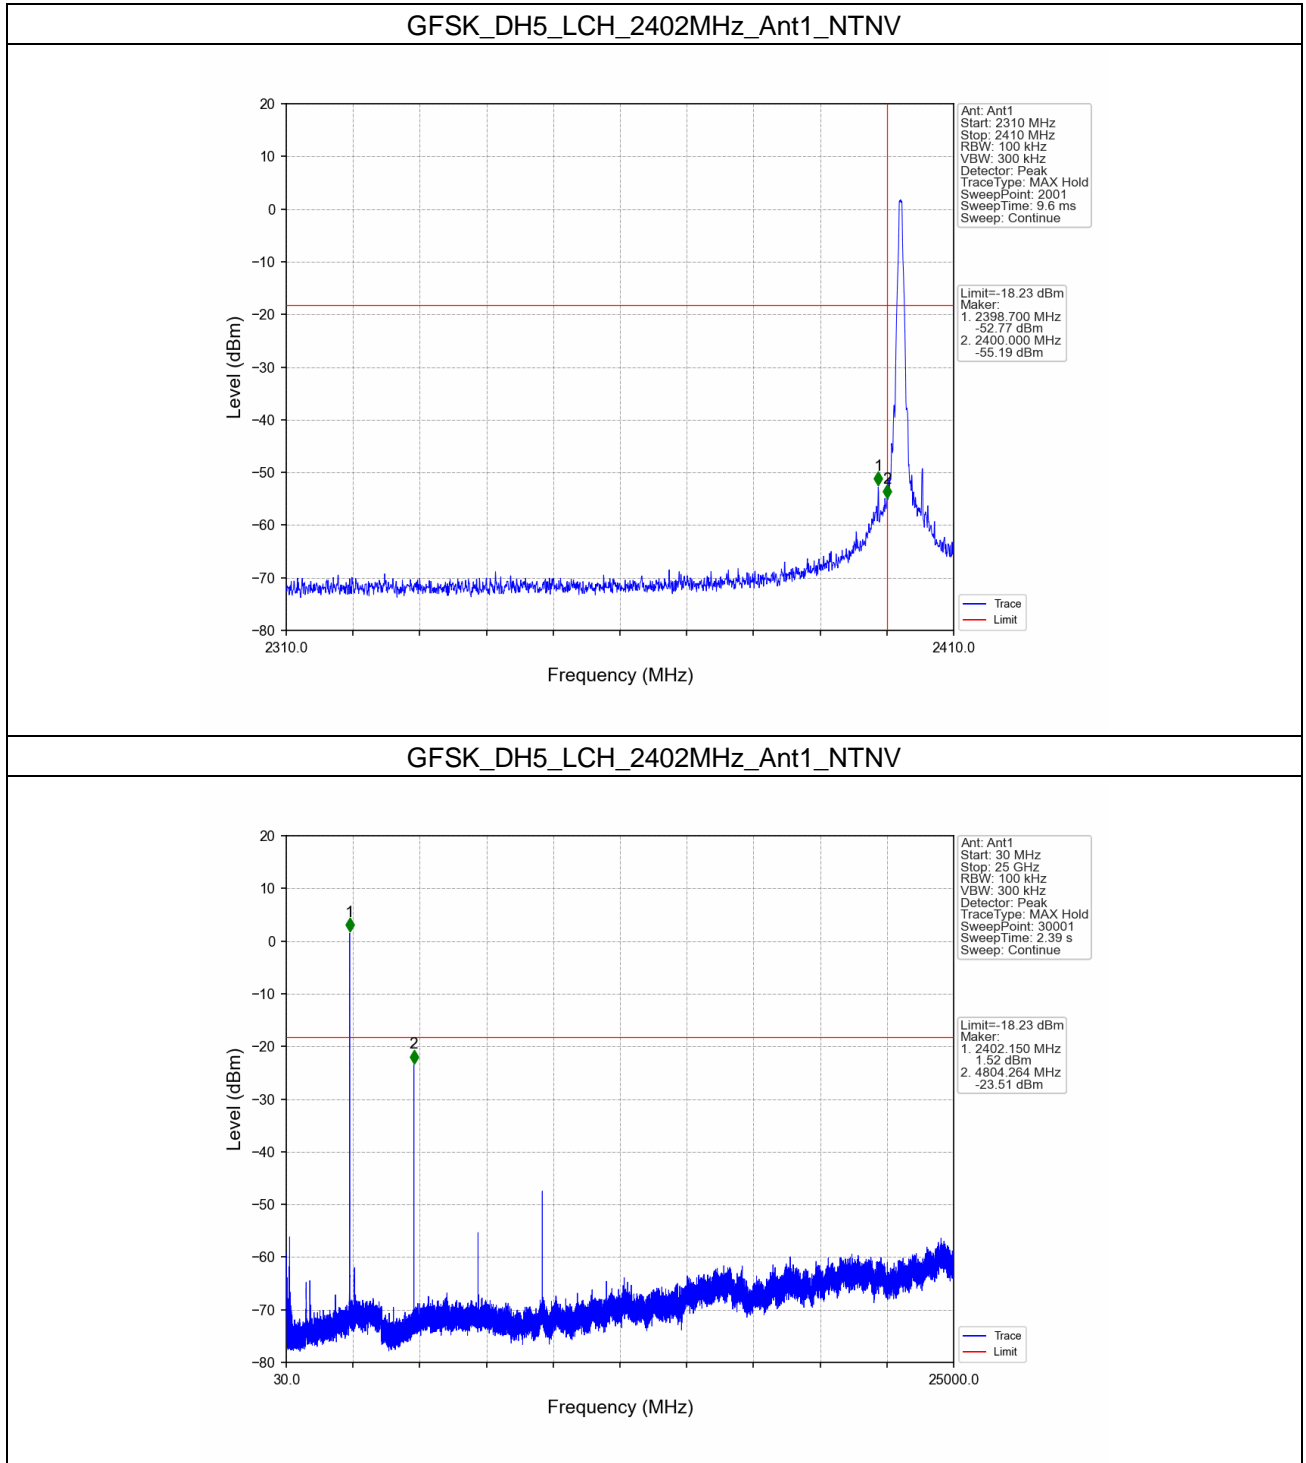 GFSK_DH5_LCH_2402MHz_Ant1_NTNV
20
10
0
−10
−20
−30
−40
−50
−60
−70
−80
Level (dBm)
1
2
2310.0
2410.0
Frequency (MHz)
Ant: Ant1
Start: 2310 MHz
Stop: 2410 MHz
RBW: 100 kHz
VBW: 300 kHz
Detector: Peak
TraceType: MAX Hold
SweepPoint: 2001
SweepTime: 9.6 ms
Sweep: Continue
Limit=-18.23 dBm
Maker:
1. 2398.700 MHz
-52.77 dBm
2. 2400.000 MHz
-55.19 dBm
Trace
Limit
GFSK_DH5_LCH_2402MHz_Ant1_NTNV
20
10
0
−10
−20
−30
−40
−50
−60
−70
−80
Level (dBm)
1
2
30.0
25000.0
Frequency (MHz)
Ant: Ant1
Start: 30 MHz
Stop: 25 GHz
RBW: 100 kHz
VBW: 300 kHz
Detector: Peak
TraceType: MAX Hold
SweepPoint: 30001
SweepTime: 2.39 s
Sweep: Continue
Limit=-18.23 dBm
Maker:
1. 2402.150 MHz
1.52 dBm
2. 4804.264 MHz
-23.51 dBm
Trace
Limit